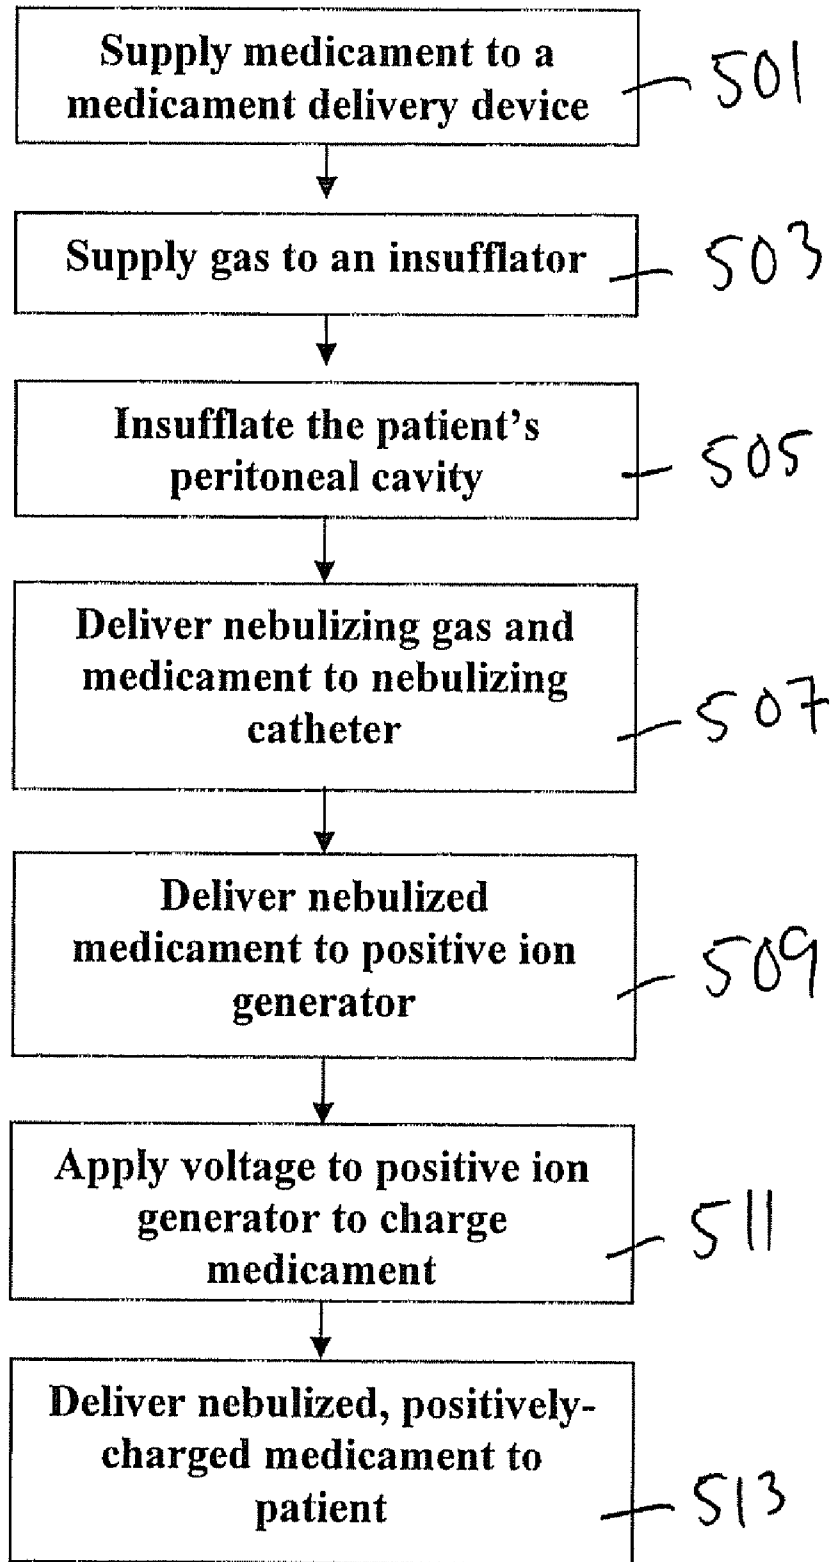 Supply medicament to a
medicament delivery device
501
Supply gas to an insufflator
503
Insufflate the patient's
peritoneal cavity
505
Deliver nebulizing gas and
medicament to nebulizing
catheter
507
Deliver nebulized
medicament to positive ion
generator
509
Apply voltage to positive ion
generator to charge
medicament
511
Deliver nebulized, positively-
charged medicament to
patient
513